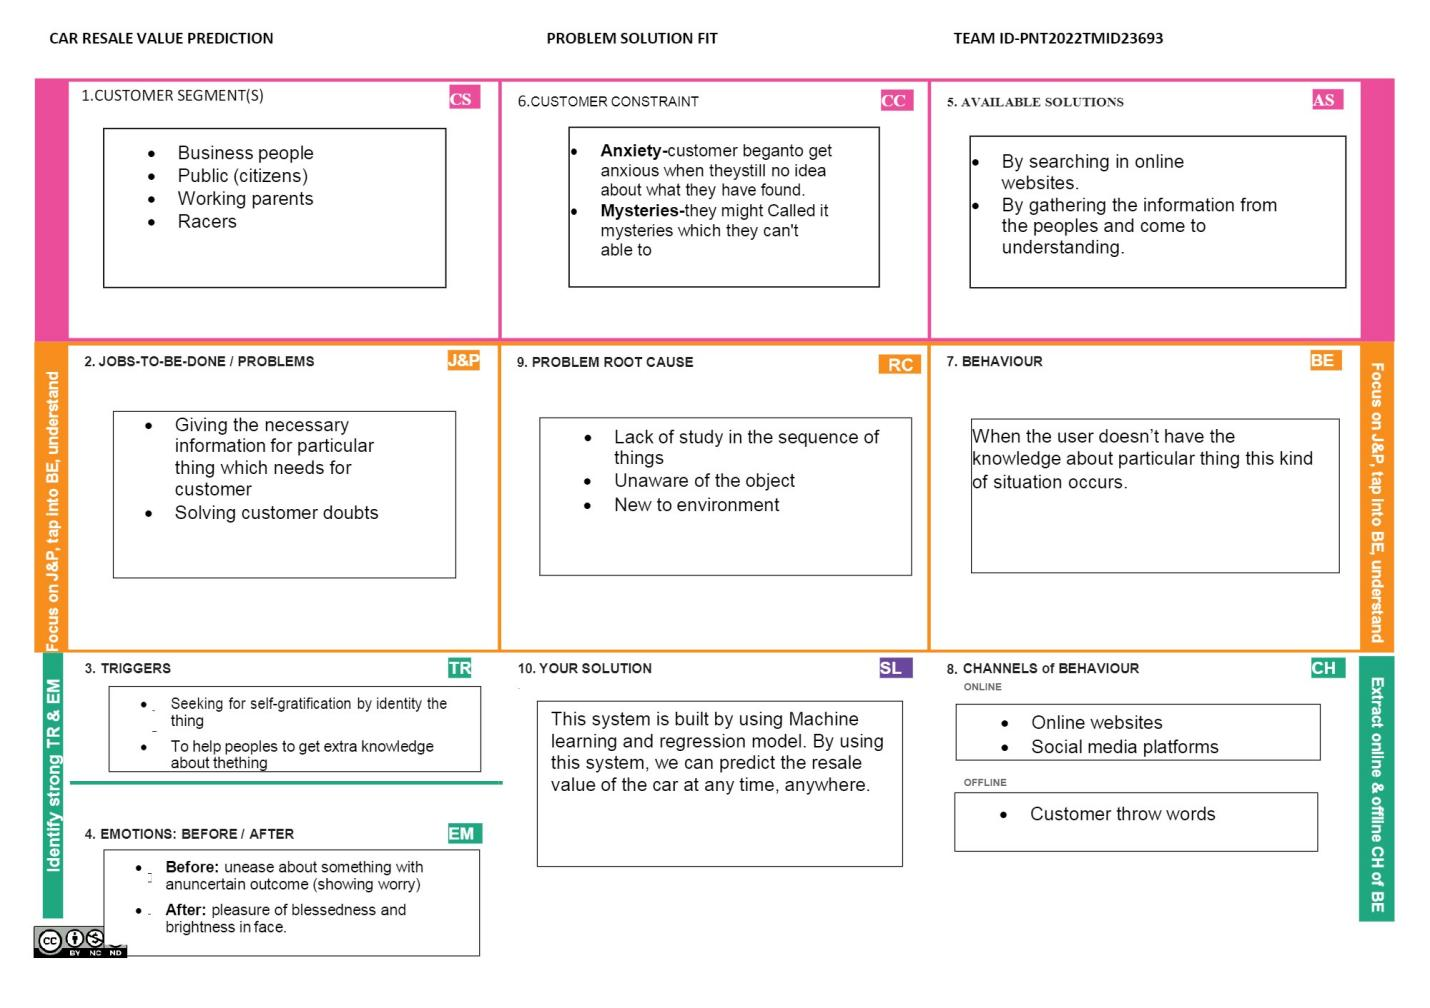 CAR RESALE VALUE PREDICTION
PROBLEM SOLUTION FIT
TEAM ID-PNT2022TMID23693
1.CUSTOMER SEGMENT(S)
CS
Business people
Public (citizens)
Working parents
Racers
6.CUSTOMER CONSTRAINT
CC
Anxiety-customer beganto get
anxious when theystill no idea
about what they have found.
Mysteries-they might Called it
mysteries which they can't
able to
5. AVAILABLE SOLUTIONS
AS
By searching in online
websites.
By gathering the information from
the peoples and come to
understanding.
Focus on J&P, tap into BE, understand
2. JOBS-TO-BE-DONE / PROBLEMS
J&P
Giving the necessary
information for particular
thing which needs for
customer
Solving customer doubts
9. PROBLEM ROOT CAUSE
RC
Lack of study in the sequence of
things
Unaware of the object
New to environment
7. BEHAVIOUR
BE
When the user doesn’t have the
knowledge about particular thing this kind
of situation occurs.
Focus on J&P, tap into BE, understand
Identify strong TR & EM
3. TRIGGERS
TR
Seeking for self-gratification by identity the
thing
To help peoples to get extra knowledge
about thething
4. EMOTIONS: BEFORE / AFTER
EM
Before: unease about something with
anuncertain outcome (showing worry)
After: pleasure of blessedness and
brightness in face.
10. YOUR SOLUTION
SL
This system is built by using Machine
learning and regression model. By using
this system, we can predict the resale
value of the car at any time, anywhere.
8. CHANNELS of BEHAVIOUR
CH
ONLINE
Online websites
Social media platforms
OFFLINE
Customer throw words
Extract online & offline CH of BE
cc
BY NC ND